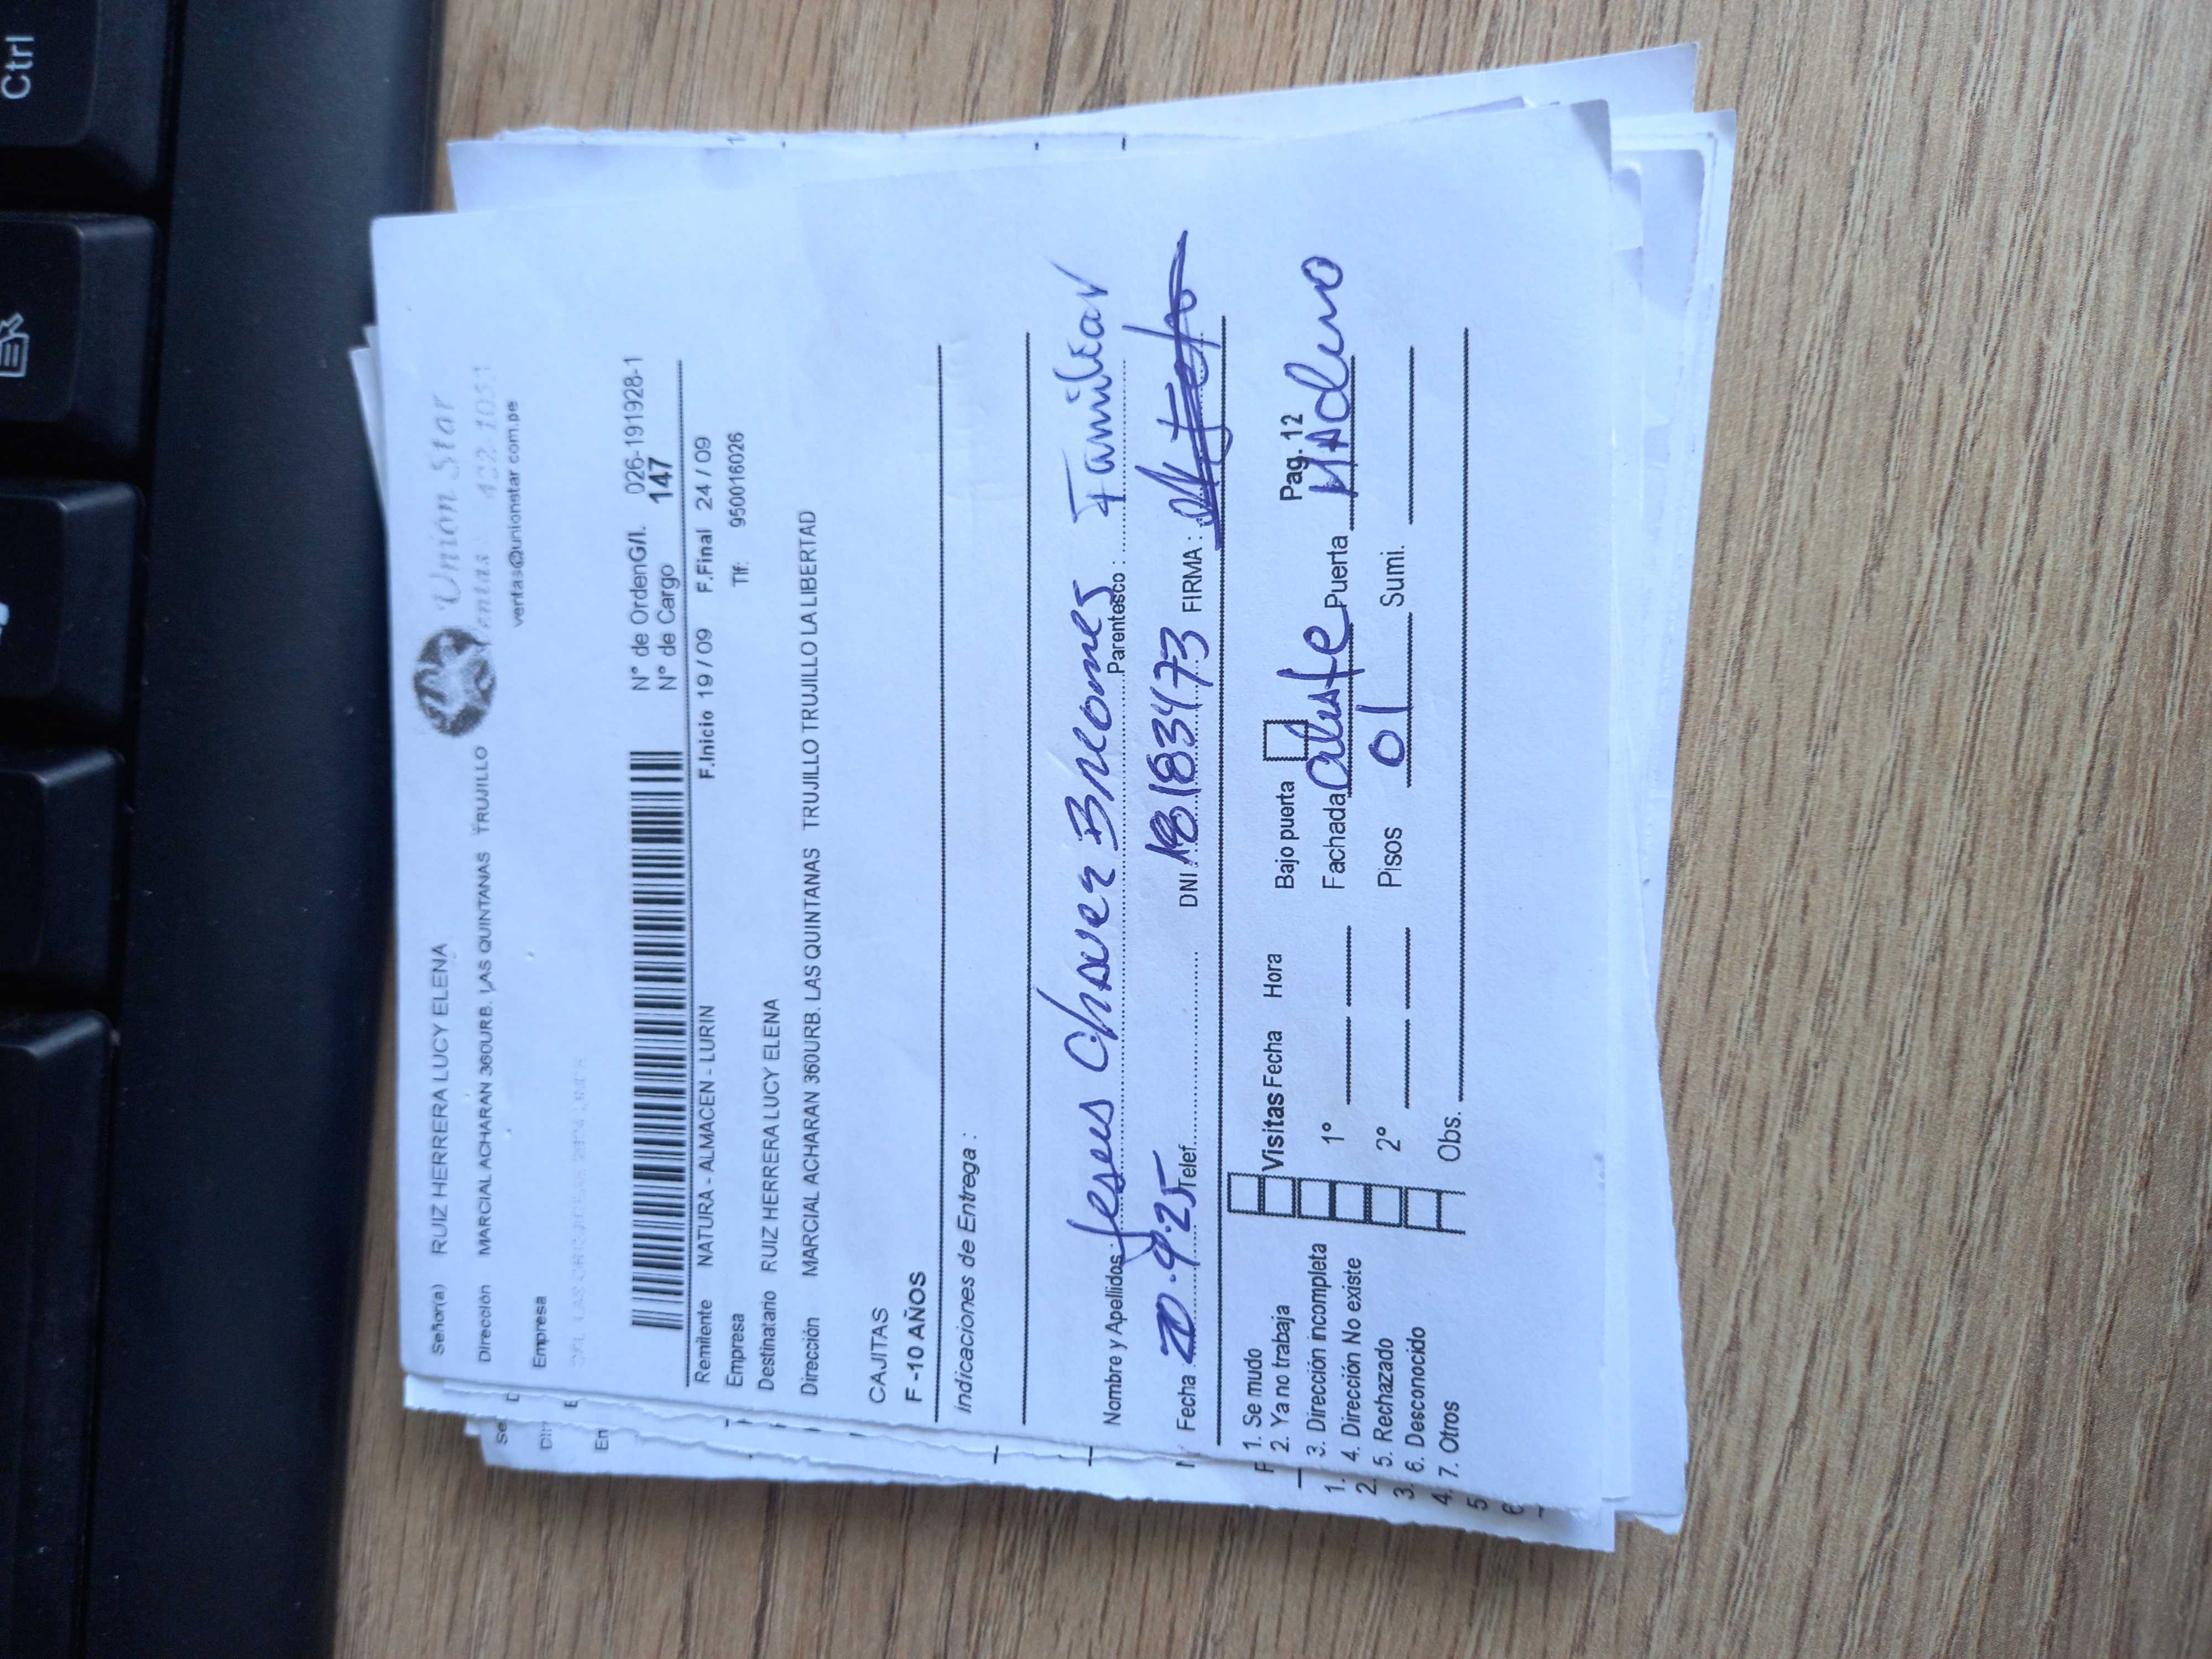 Señor(a) RUIZ HERRERA LUCY ELENA
Union Star
Dirección MARCIAL ACHARAN 360URB. LAS QUINTANAS TRUJILLO
Ventas
ventas@unionstar.com.pe
Empresa
N° de OrdenG/l. 026-191928-1
N° de Cargo 147
Remitente NATURA - ALMACEN - LURIN F.Inicio 19 / 09 F.Final 24 / 09
Empresa Tlf: 950016026
Destinatario RUIZ HERRERA LUCY ELENA
Dirección MARCIAL ACHARAN 360URB. LAS QUINTANAS TRUJILLO TRUJILLO LA LIBERTAD
CAJITAS
F -10 AÑOS
Indicaciones de Entrega :
Nombre y Apellidos: Jesus Chavez Briones Parentesco : Familiar
Fecha 20.9.25 Telef. DNI 18183473 FIRMA :
1. Se mudo
2. Ya no trabaja
3. Dirección incompleta
4. Dirección No existe
5. Rechazado
6. Desconocido
7. Otros
Visitas Fecha Hora Bajo puerta Pag. 12
1° Fachada Puerta
2° Pisos 01 Sumi.
Obs.
Ctrl